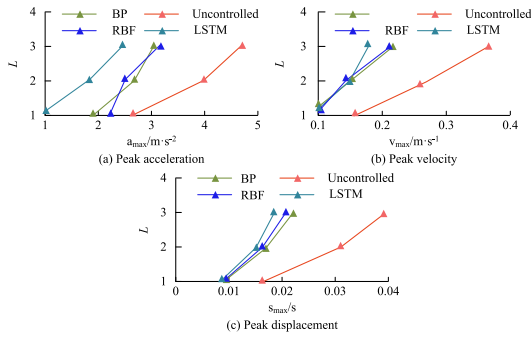 BP Uncontrolled
RBF LSTM
4
3
2
1
L
1 2 3 4 5
a_max/m·s⁻²
(a) Peak acceleration
Uncontrolled
RBF LSTM
4
3
2
1
L
0.1 0.2 0.3 0.4
v_max/m·s⁻¹
(b) Peak velocity
BP Uncontrolled
RBF LSTM
4
3
2
1
L
0 0.01 0.02 0.03 0.04
s_max/s
(c) Peak displacement